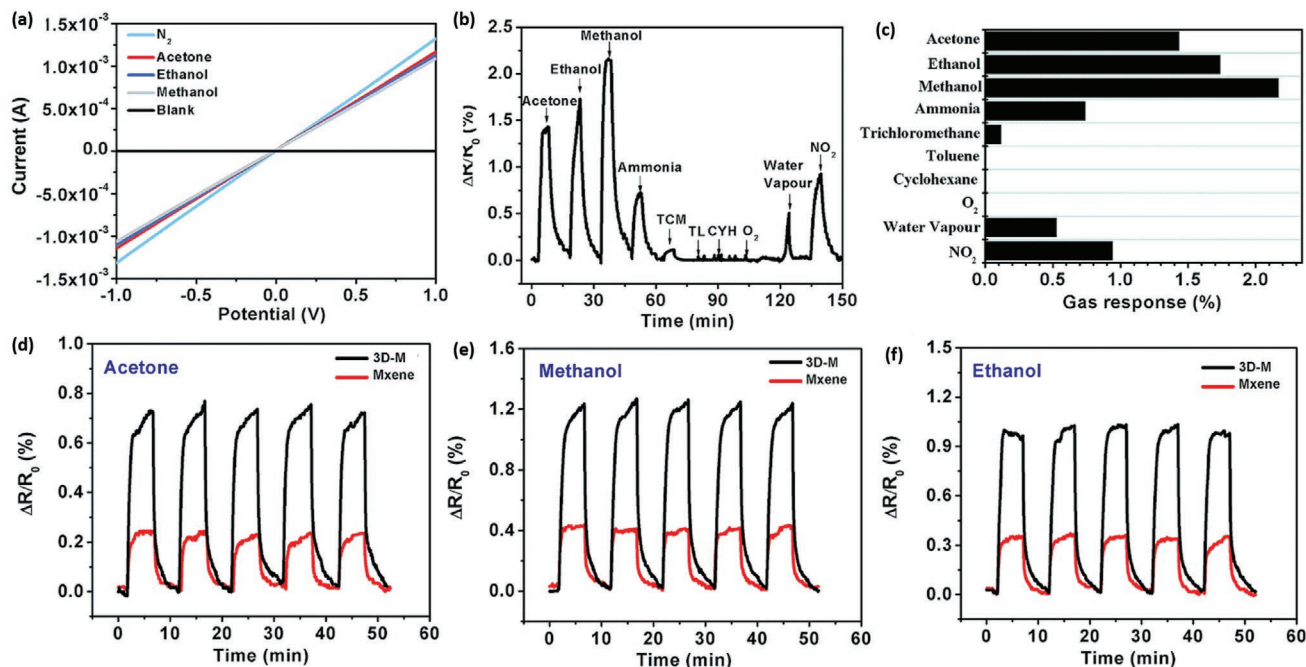 (a)
1.5x10⁻³
1.0x10⁻³
5.0x10⁻⁴
0.0
-5.0x10⁻⁴
-1.0x10⁻³
-1.5x10⁻³
Current (A)
N₂
Acetone
Ethanol
Methanol
Blank
-1.0 -0.5 0.0 0.5 1.0
Potential (V)
(b)
2.5
2.0
1.5
1.0
0.5
0.0
ΔR/R₀ (%)
Methanol
Ethanol
Acetone
Ammonia
TCM
TL CYH O₂
Water
Vapour
NO₂
0 30 60 90 120 150
Time (min)
(c)
Acetone
Ethanol
Methanol
Ammonia
Trichloromethane
Toluene
Cyclohexane
O₂
Water Vapour
NO₂
0.0 0.5 1.0 1.5 2.0
Gas response (%)
(d)
1.0
0.8
0.6
0.4
0.2
0.0
ΔR/R₀ (%)
Acetone
3D-M
Mxene
0 10 20 30 40 50 60
Time (min)
(e)
1.6
1.2
0.8
0.4
0.0
ΔR/R₀ (%)
Methanol
3D-M
Mxene
0 10 20 30 40 50 60
Time (min)
(f)
1.5
1.2
0.9
0.6
0.3
0.0
ΔR/R₀ (%)
Ethanol
3D-M
Mxene
0 10 20 30 40 50 60
Time (min)